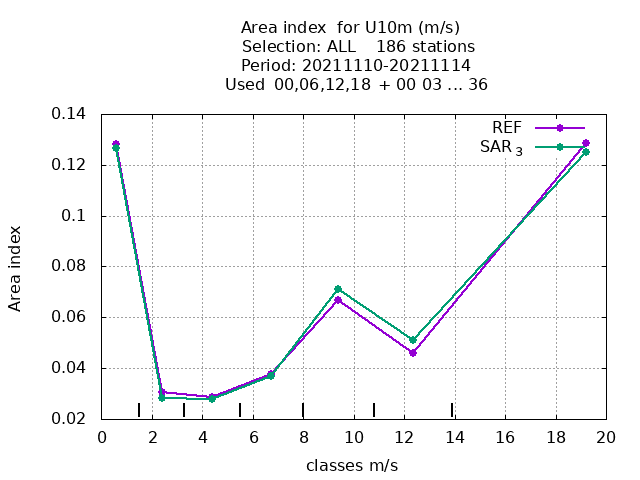 Area index  for U10m (m/s)
Selection: ALL    186 stations
Period: 20211110-20211114
Used  00,06,12,18  + 00 03 ... 36
REF
SAR 3
0.14
0.12
0.1
0.08
0.06
0.04
0.02
Area index
0 2 4 6 8 10 12 14 16 18 20
classes m/s